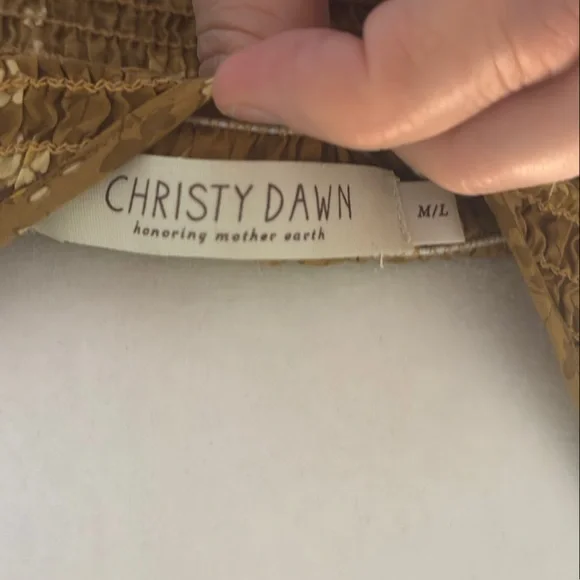 CHRISTY DAWN
honoring mother earth
M/L